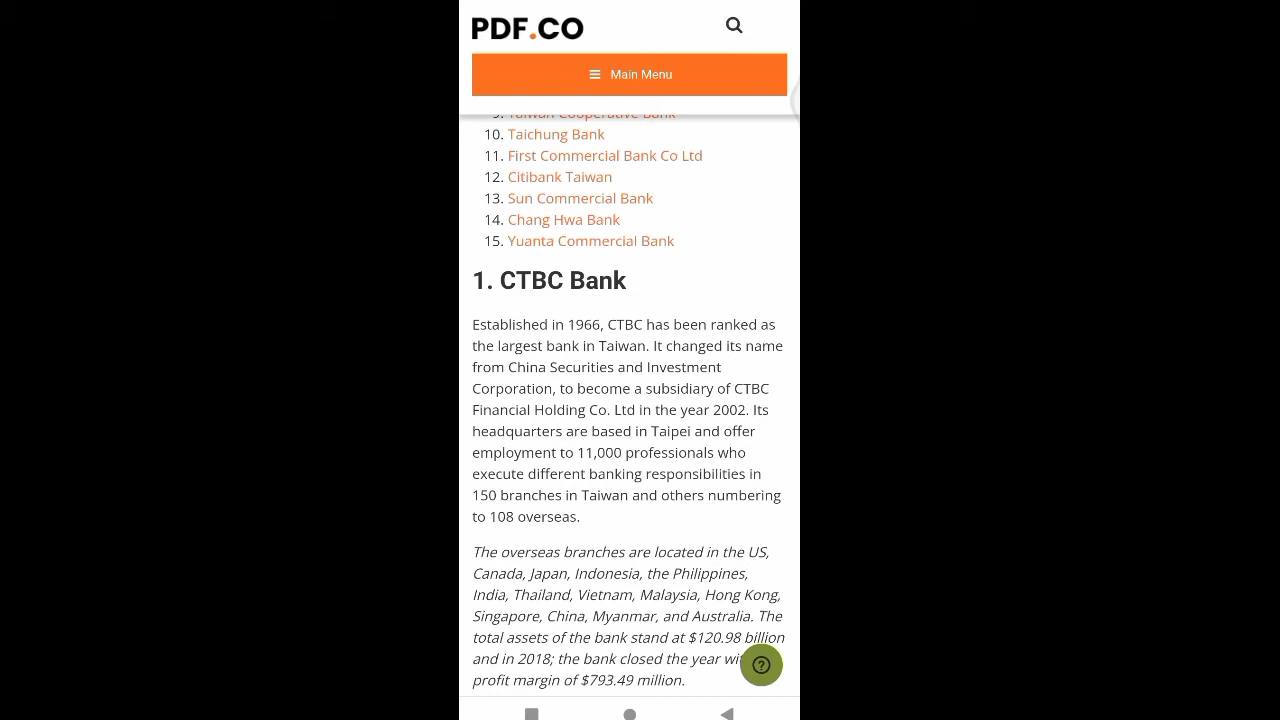 PDF.CO
Main Menu
9. Taiwan Cooperative Bank
10. Taichung Bank
11. First Commercial Bank Co Ltd
12. Citibank Taiwan
13. Sun Commercial Bank
14. Chang Hwa Bank
15. Yuanta Commercial Bank
1. CTBC Bank
Established in 1966, CTBC has been ranked as
the largest bank in Taiwan. It changed its name
from China Securities and Investment
Corporation, to become a subsidiary of CTBC
Financial Holding Co. Ltd in the year 2002. Its
headquarters are based in Taipei and offer
employment to 11,000 professionals who
execute different banking responsibilities in
150 branches in Taiwan and others numbering
to 108 overseas.
The overseas branches are located in the US,
Canada, Japan, Indonesia, the Philippines,
India, Thailand, Vietnam, Malaysia, Hong Kong,
Singapore, China, Myanmar, and Australia. The
total assets of the bank stand at $120.98 billion
and in 2018; the bank closed the year
profit margin of $793.49 million.